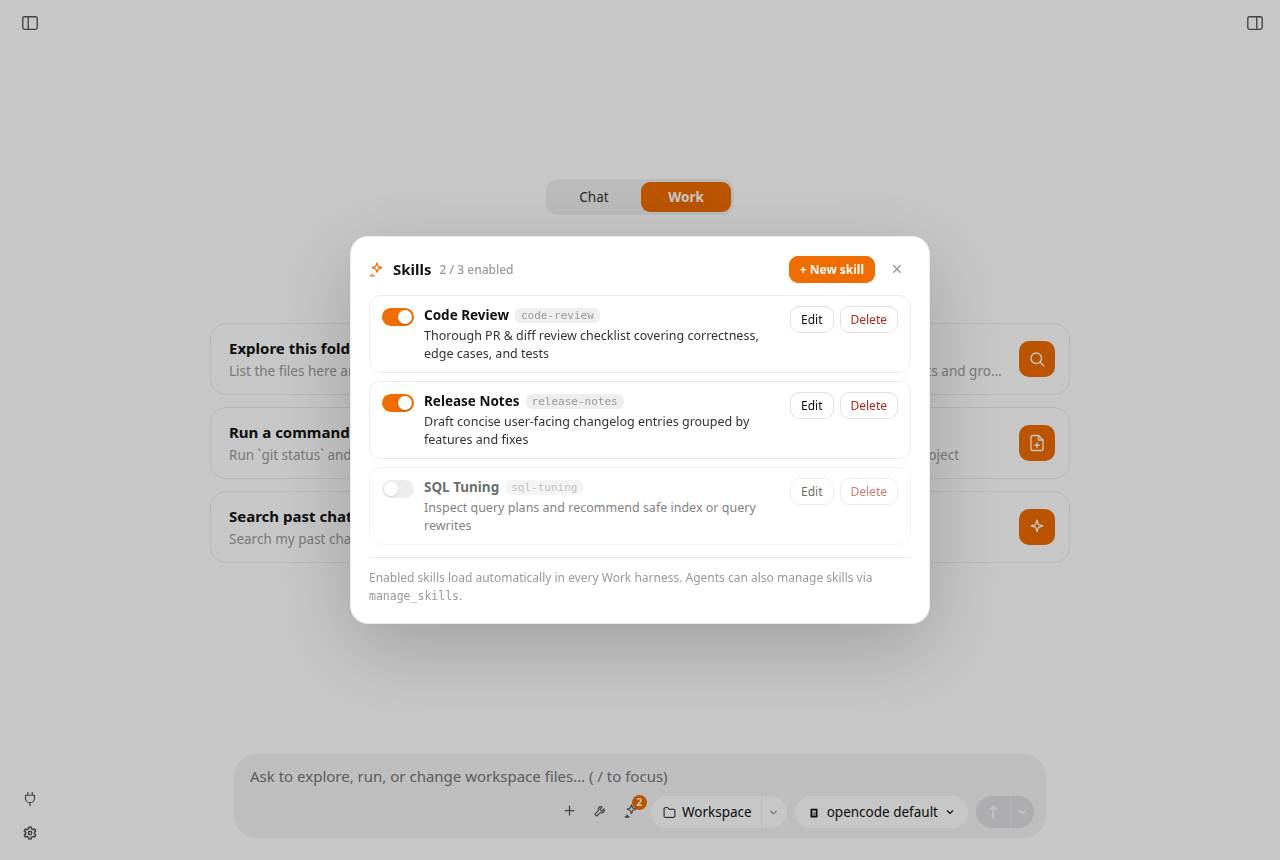 Chat
Work
Skills
2 / 3 enabled
+ New skill
×
Code Review
code-review
Edit
Delete
Thorough PR & diff review checklist covering correctness,
edge cases, and tests
Release Notes
release-notes
Edit
Delete
Draft concise user-facing changelog entries grouped by
features and fixes
SQL Tuning
sql-tuning
Edit
Delete
Inspect query plans and recommend safe index or query
rewrites
Enabled skills load automatically in every Work harness. Agents can also manage skills via
manage_skills.
Explore this fold
List the files here
and gro...
Run a command
Run `git status` and
Search past chat
Search my past cha
Ask to explore, run, or change workspace files... ( / to focus)
2
Workspace
opencode default